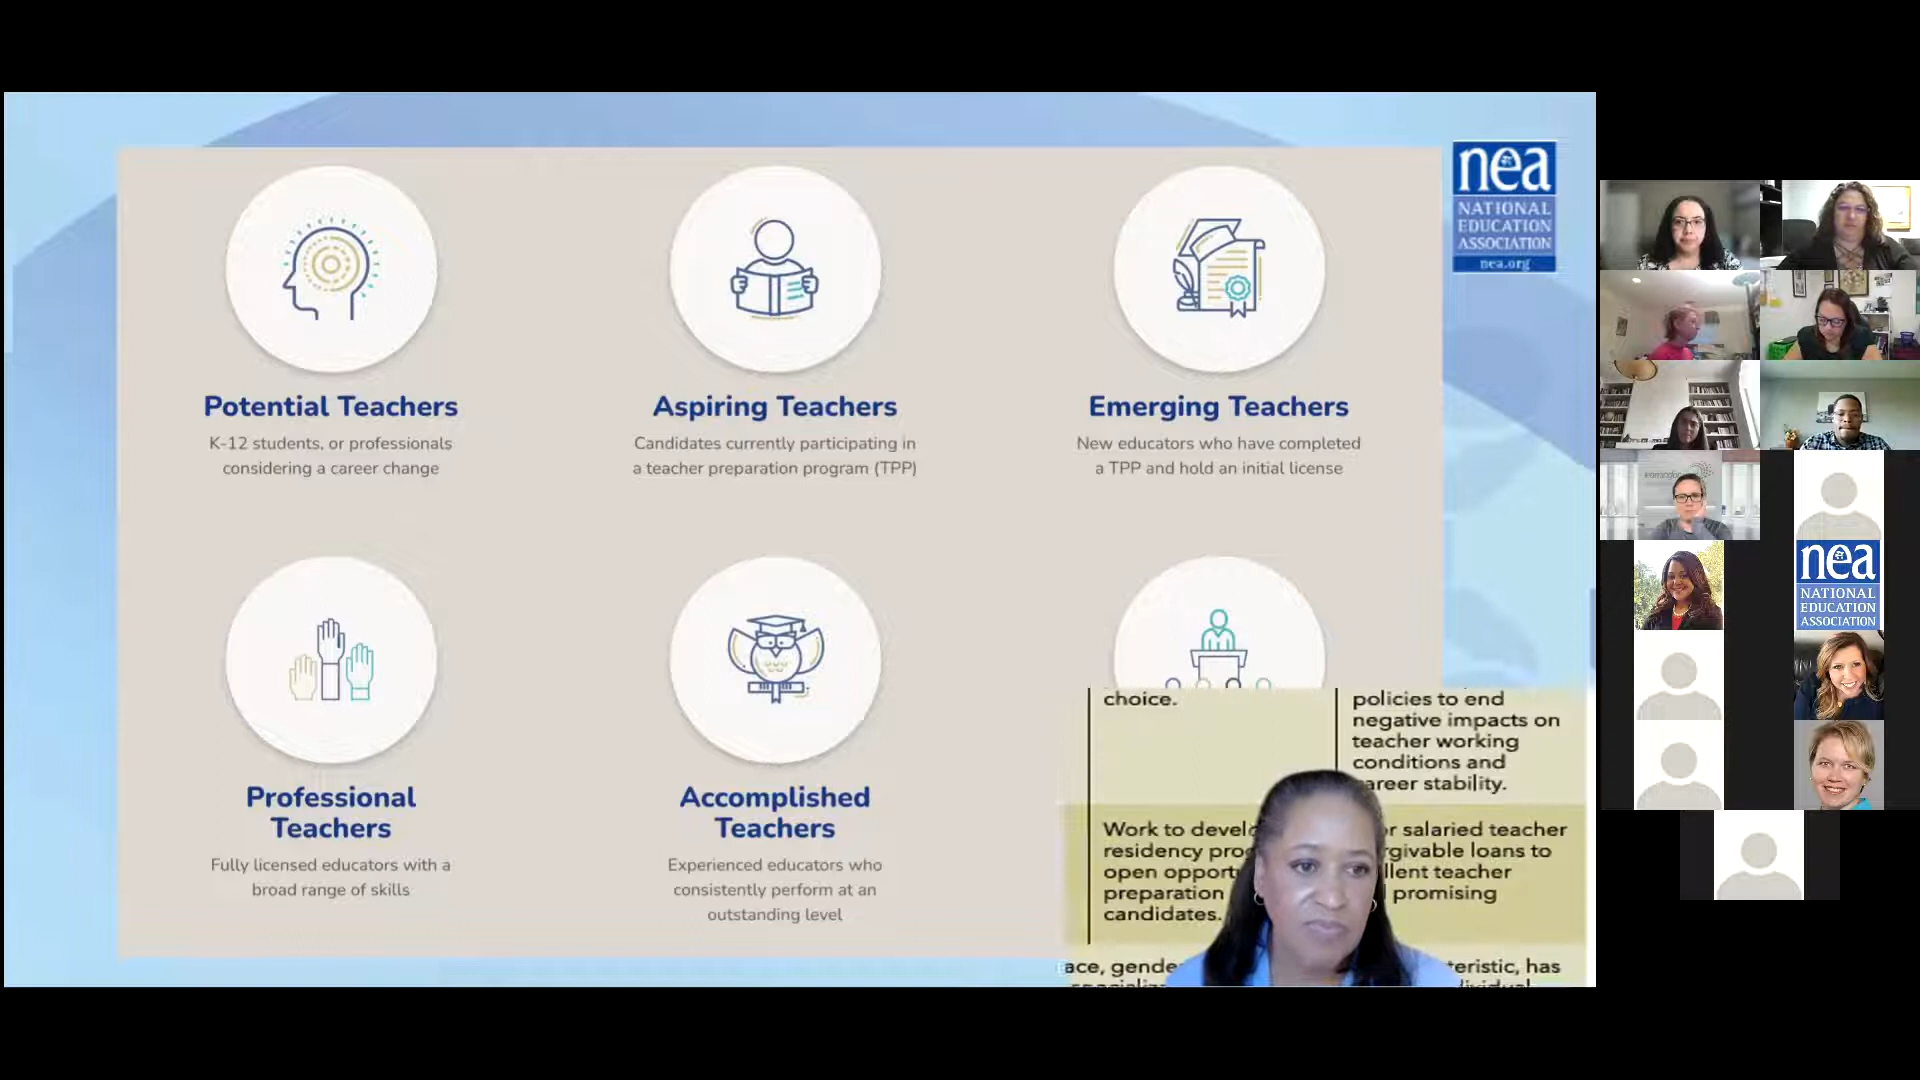 nea
NATIONAL
EDUCATION
ASSOCIATION
nea.org
Potential Teachers
K-12 students, or professionals
considering a career change
Aspiring Teachers
Candidates currently participating in
a teacher preparation program (TPP)
Emerging Teachers
New educators who have completed
a TPP and hold an initial license
Professional
Teachers
Fully licensed educators with a
broad range of skills
Accomplished
Teachers
Experienced educators who
consistently perform at an
outstanding level
choice.
policies to end
negative impacts on
teacher working
conditions and
career stability.
Work to develo
residency pro
open opport
preparation
candidates.
r salaried teacher
rgivable loans to
llent teacher
promising
ace, gende
teristic, has
nea
NATIONAL
EDUCATION
ASSOCIATION